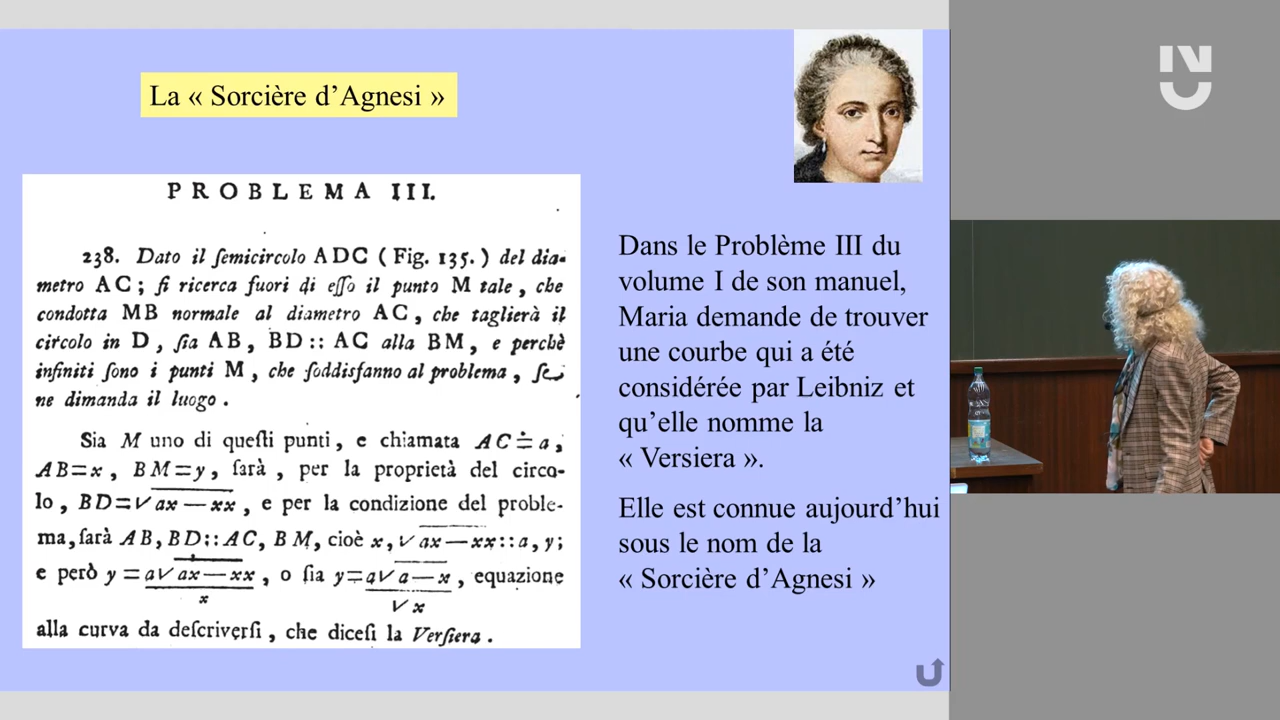 La « Sorcière d’Agnesi »
PROBLEMA III.
238. Dato il ſemicircolo ADC (Fig. 135.) del dia-
metro AC; ſi ricerca fuori di eſſo il punto M tale, che
condotta MB normale al diametro AC, che taglierà il
circolo in D, ſia AB, BD :: AC alla BM, e perchè
infiniti ſono i punti M, che ſoddisfanno al problema, ſe
ne dimanda il luogo.
Sia M uno di queſti punti, e chiamata AC = a,
AB = x, BM = y, ſarà, per la proprietà del circo-
lo, BD = √ax — xx, e per la condizione del proble-
ma, ſarà AB, BD :: AC, BM, cioè x, √ax — xx :: a, y;
e però y = a√ax — xx / x, o ſia y = a√a — x / √x, equazione
alla curva da deſcriverſi, che diceſi la Verſiera.
Dans le Problème III du
volume I de son manuel,
Maria demande de trouver
une courbe qui a été
considérée par Leibniz et
qu’elle nomme la
« Versiera ».
Elle est connue aujourd’hui
sous le nom de la
« Sorcière d’Agnesi »